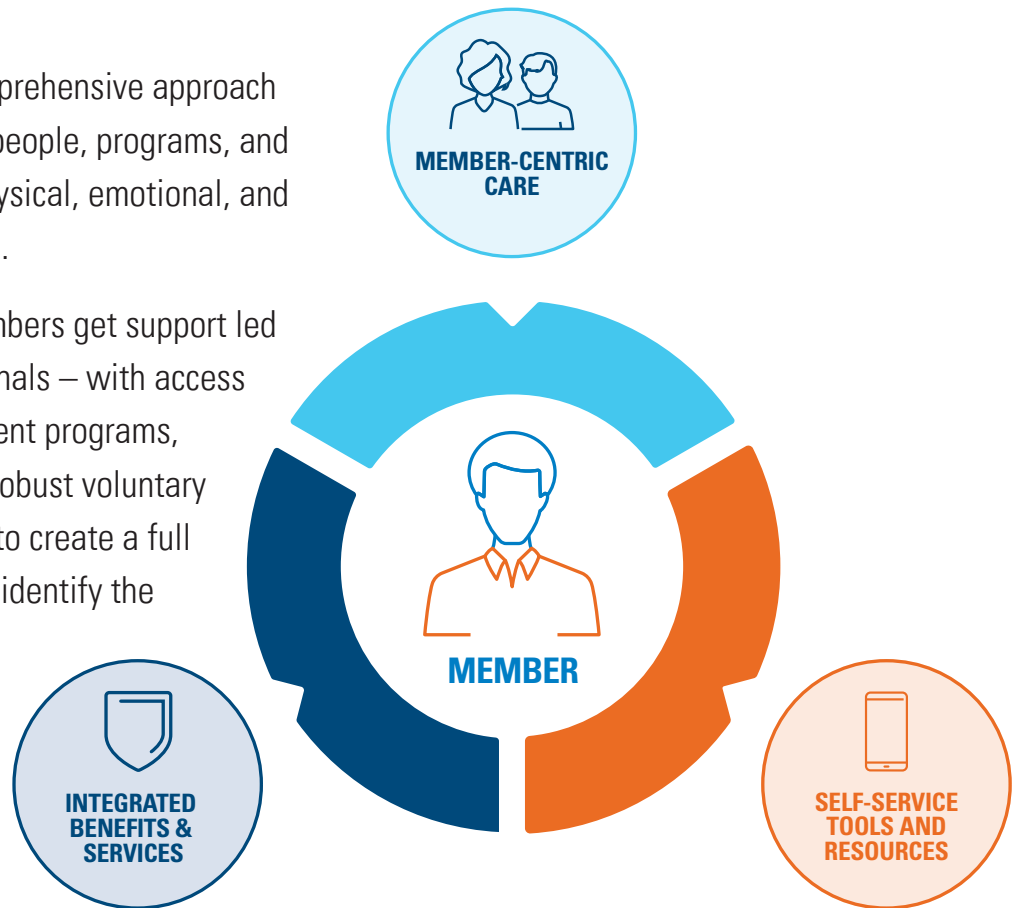 prehensive approach
people, programs, and
ysical, emotional, and
.
nbers get support led
nals – with access
ent programs,
obust voluntary
to create a full
identify the
MEMBER-CENTRIC
CARE
MEMBER
INTEGRATED
BENEFITS &
SERVICES
SELF-SERVICE
TOOLS AND
RESOURCES